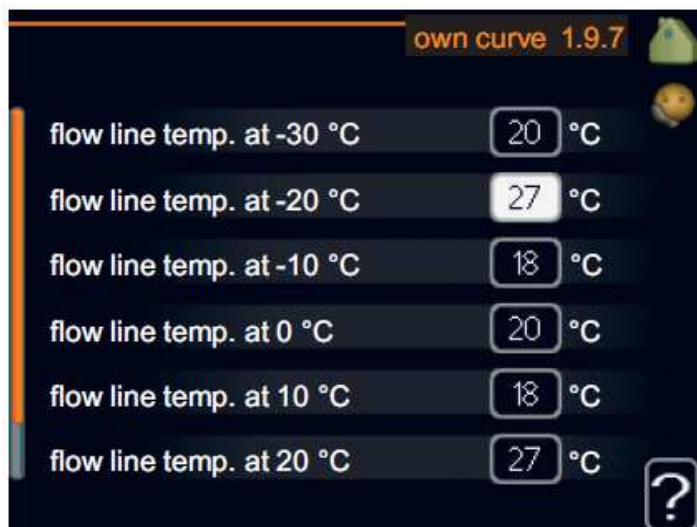 own curve 1.9.7
flow line temp. at -30 °C 20 °C
flow line temp. at -20 °C 27 °C
flow line temp. at -10 °C 18 °C
flow line temp. at 0 °C 20 °C
flow line temp. at 10 °C 18 °C
flow line temp. at 20 °C 27 °C
?